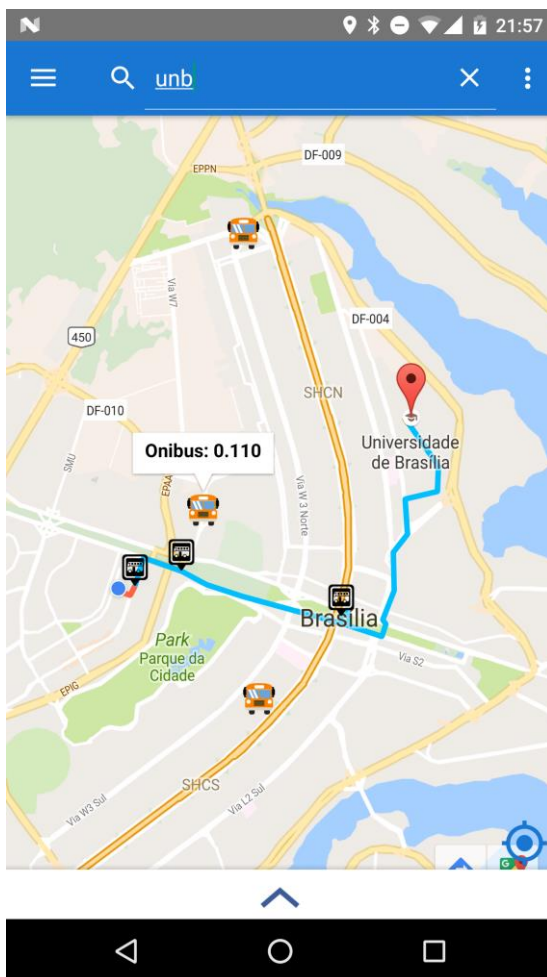 21:57
unb
DF-009
EPPN
Via W7
DF-004
450
SHCN
DF-010
Universidade
de Brasília
Onibus: 0.110
SMU
EPAA
Via W 3 Norte
Brasília
Park
Parque da
Cidade
Via S2
EPIG
SHCS
Via W3 Sul
Via L2 Sul